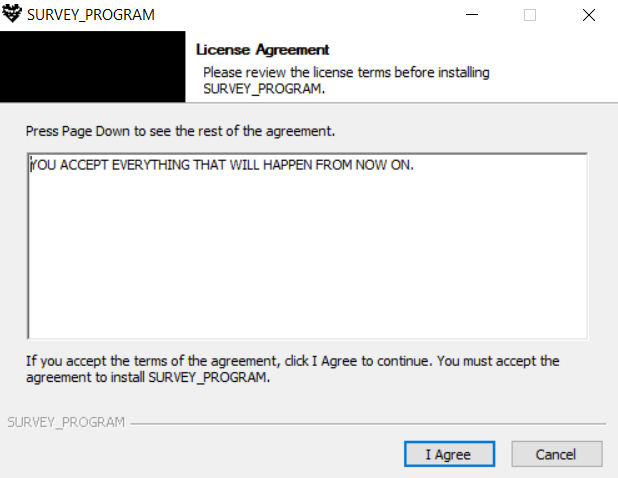 SURVEY_PROGRAM
License Agreement
Please review the license terms before installing
SURVEY_PROGRAM.
Press Page Down to see the rest of the agreement.
YOU ACCEPT EVERYTHING THAT WILL HAPPEN FROM NOW ON.
If you accept the terms of the agreement, click I Agree to continue. You must accept the
agreement to install SURVEY_PROGRAM.
SURVEY_PROGRAM
I Agree
Cancel